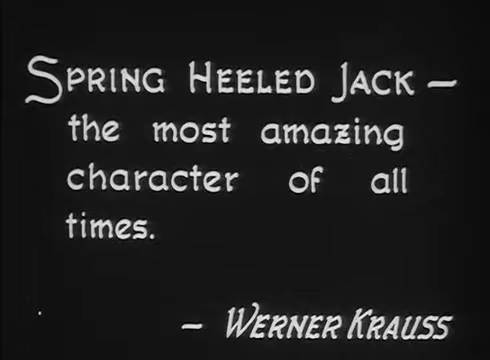 SPRING HEELED JACK –
the most amazing
character of all
times.
– WERNER KRAUSS